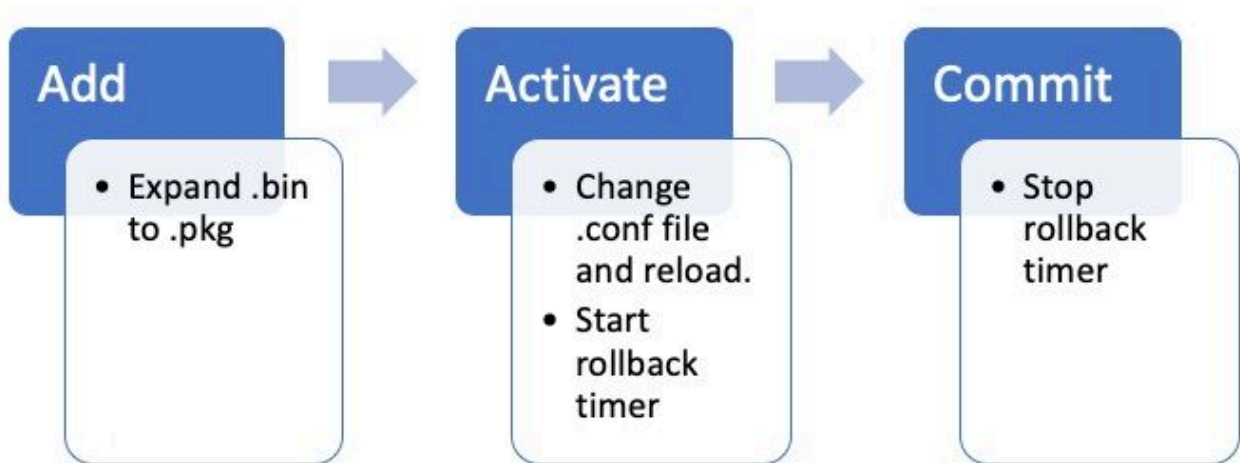 Add
• Expand .bin
to .pkg
Activate
• Change
.conf file
and reload.
• Start
rollback
timer
Commit
• Stop
rollback
timer